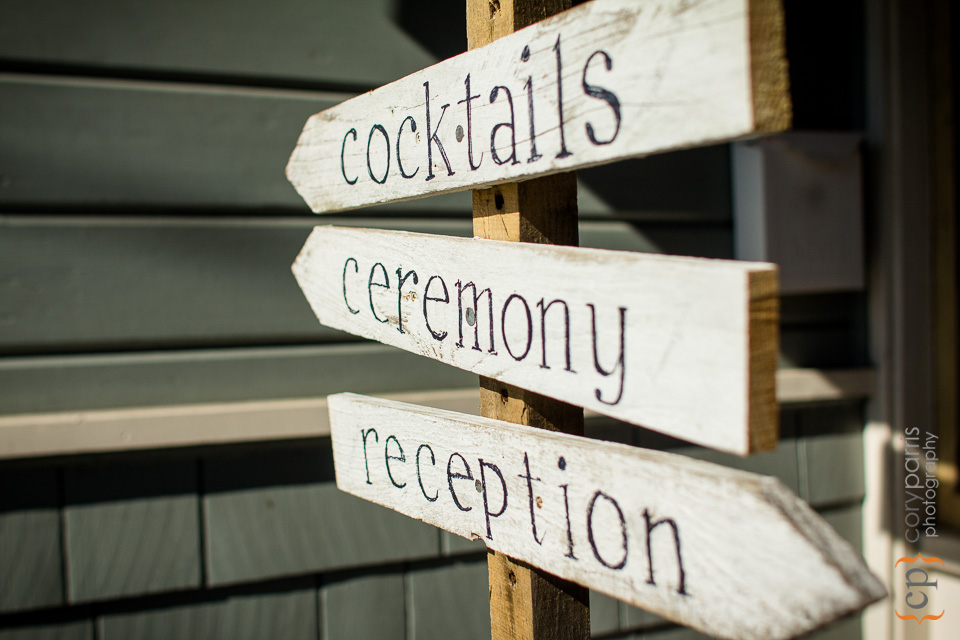 cocktails
ceremony
reception
coryparris
photography
cp